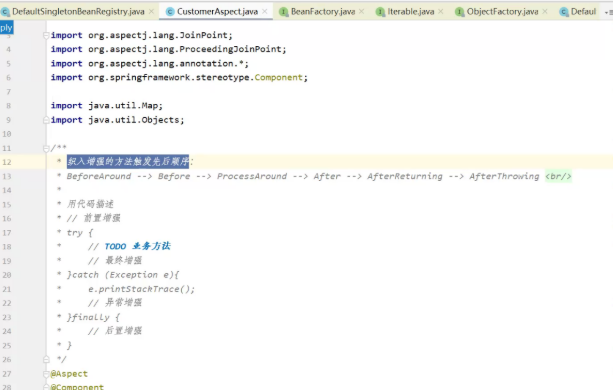 DefaultSingletonBeanRegistry.java CustomerAspect.java BeanFactory.java Iterable.java ObjectFactory.java Defaul
ply
3 import org.aspectj.lang.JoinPoint;
4 import org.aspectj.lang.ProceedingJoinPoint;
5 import org.aspectj.lang.annotation.*;
6 import org.springframework.stereotype.Component;
7
8 import java.util.Map;
9 import java.util.Objects;
10
11 /**
12 * 织入增强的方法触发先后顺序:
13 * BeforeAround --> Before --> ProcessAround --> After --> AfterReturning --> AfterThrowing <br/>
14 *
15 * 用代码描述
16 * // 前置增强
17 * try {
18 * // TODO 业务方法
19 * // 最终增强
20 * }catch (Exception e){
21 * e.printStackTrace();
22 * // 异常增强
23 * }finally {
24 * // 后置增强
25 * }
26 */
27 @Aspect
28 @Component